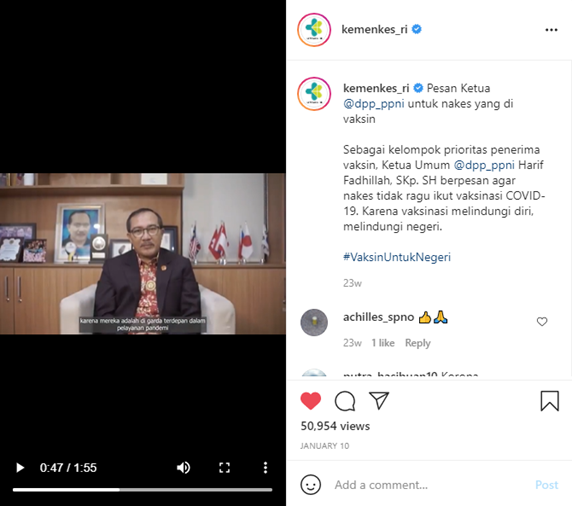 kemenkes_ri
kemenkes_ri Pesan Ketua
@dpp_ppni untuk nakes yang di
vaksin
Sebagai kelompok prioritas penerima
vaksin, Ketua Umum @dpp_ppni Harif
Fadhillah, SKp. SH berpesan agar
nakes tidak ragu ikut vaksinasi COVID-
19. Karena vaksinasi melindungi diri,
melindungi negeri.
#VaksinUntukNegeri
23w
achilles_spno 👍🙏
23w 1 like Reply
karena mereka adalah di garda terdepan dalam
pelayanan pandemi
0:47 / 1:55
50,954 views
JANUARY 10
Add a comment... Post